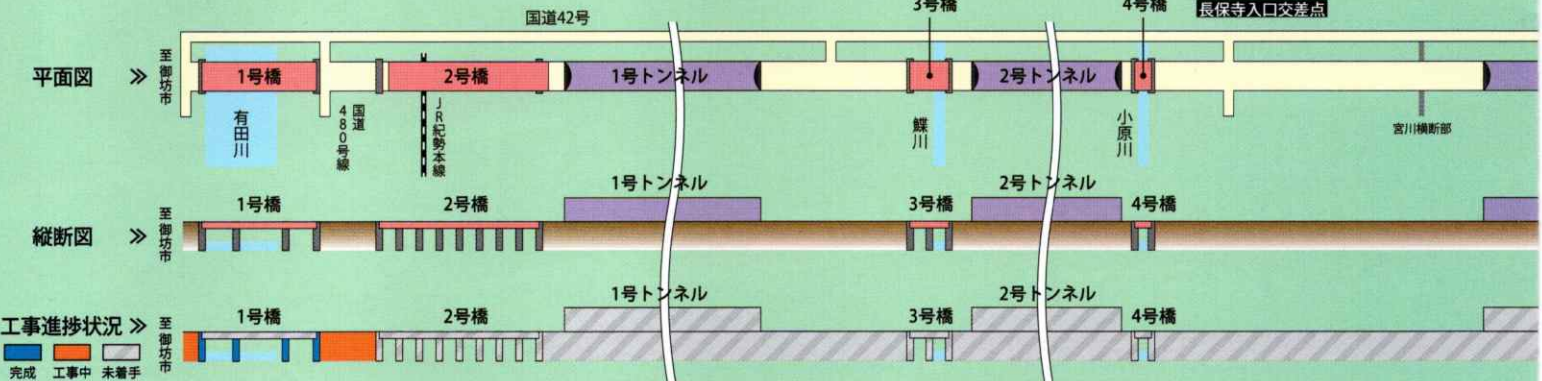 国道42号
3号橋
4号橋
長保寺入口交差点
平面図 ≫
至御坊市
1号橋
2号橋
1号トンネル
2号トンネル
有田川
国道480号線
JR紀勢本線
鰈川
小原川
宮川横断部
縦断図 ≫
至御坊市
1号橋
2号橋
1号トンネル
3号橋
2号トンネル
4号橋
工事進捗状況 ≫
至御坊市
1号橋
2号橋
1号トンネル
3号橋
2号トンネル
4号橋
完成 工事中 未着手